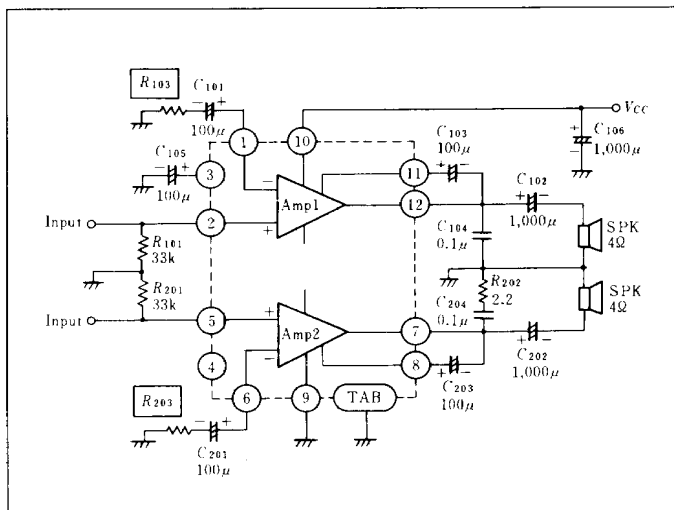 R103
C101
100μ
VCC
C106
1,000μ
C105
100μ
1
10
C103
100μ
3
11
Amp1
12
C102
1,000μ
Input
2
R101
33k
C104
0.1μ
SPK
4Ω
R201
33k
R202
2.2
C204
0.1μ
SPK
4Ω
Input
5
Amp2
7
C202
1,000μ
4
8
C203
100μ
R203
6
9
TAB
C201
100μ